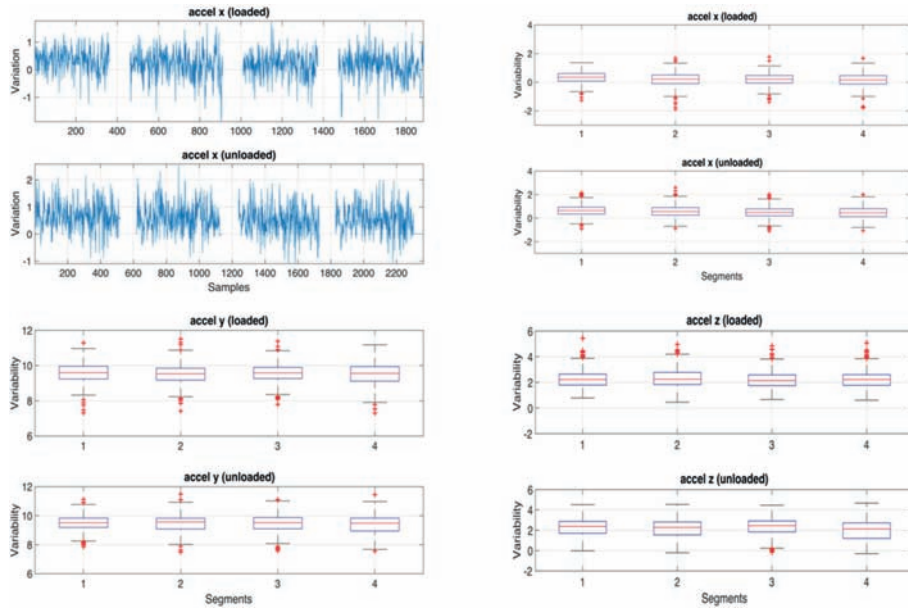 accel x (loaded)
Variation
1
0
-1
200 400 600 800 1000 1200 1400 1600 1800
accel x (unloaded)
Variation
2
1
0
-1
200 400 600 800 1000 1200 1400 1600 1800 2000 2200
Samples
accel x (loaded)
Variability
4
2
0
-2
1 2 3 4
accel x (unloaded)
Variability
4
2
0
-2
1 2 3 4
Segments
accel y (loaded)
Variability
12
10
8
6
1 2 3 4
accel y (unloaded)
Variability
12
10
8
6
1 2 3 4
Segments
accel z (loaded)
Variability
6
4
2
0
-2
1 2 3 4
accel z (unloaded)
Variability
6
4
2
0
-2
1 2 3 4
Segments